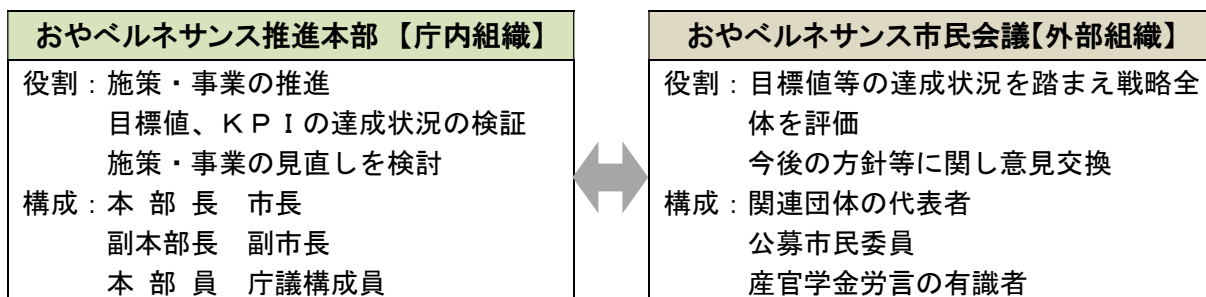 おやべルネサンス推進本部 【庁内組織】
役割：施策・事業の推進
目標値、ＫＰＩの達成状況の検証
施策・事業の見直しを検討
構成：本 部 長　市長
副本部長　副市長
本 部 員　庁議構成員
おやべルネサンス市民会議【外部組織】
役割：目標値等の達成状況を踏まえ戦略全
体を評価
今後の方針等に関し意見交換
構成：関連団体の代表者
公募市民委員
産官学金労言の有識者